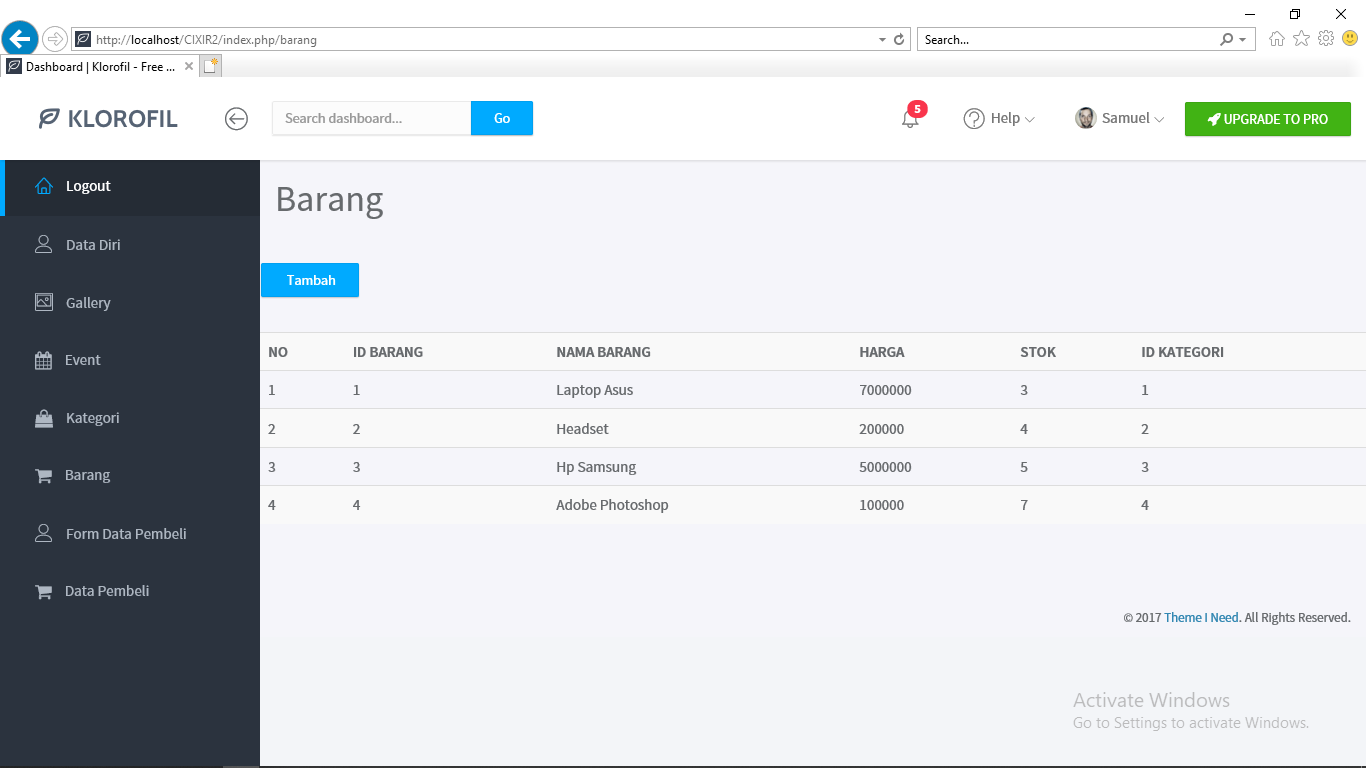 http://localhost/CIXIR2/index.php/barang
Search...
Dashboard | Klorofil - Free ...
KLOROFIL
Search dashboard...
Go
5
Help
Samuel
UPGRADE TO PRO
Logout
Data Diri
Gallery
Event
Kategori
Barang
Form Data Pembeli
Data Pembeli
Barang
Tambah
NO ID BARANG NAMA BARANG HARGA STOK ID KATEGORI
1 1 Laptop Asus 7000000 3 1
2 2 Headset 200000 4 2
3 3 Hp Samsung 5000000 5 3
4 4 Adobe Photoshop 100000 7 4
© 2017 Theme I Need. All Rights Reserved.
Activate Windows
Go to Settings to activate Windows.